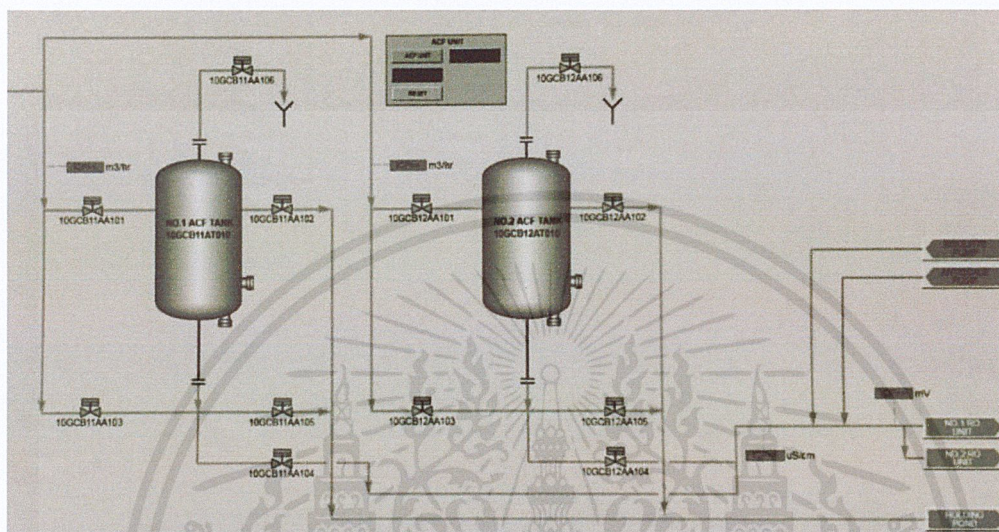 ACF UNIT
ACF UNIT
RESET
10GCB11AA106
10GCB12AA106
m3/hr
m3/hr
NO.1 ACF TANK
10GCB11AT010
NO.2 ACF TANK
10GCB12AT010
10GCB11AA101
10GCB11AA102
10GCB12AA101
10GCB12AA102
mV
10GCB11AA103
10GCB11AA105
10GCB12AA103
10GCB12AA105
NO.1 RO
UNIT
10GCB11AA104
10GCB12AA104
uS/cm
NO.2 RO
UNIT
HOLDING
POND